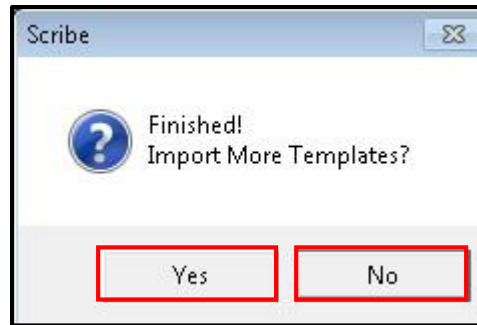 Scribe
Finished!
Import More Templates?
Yes
No